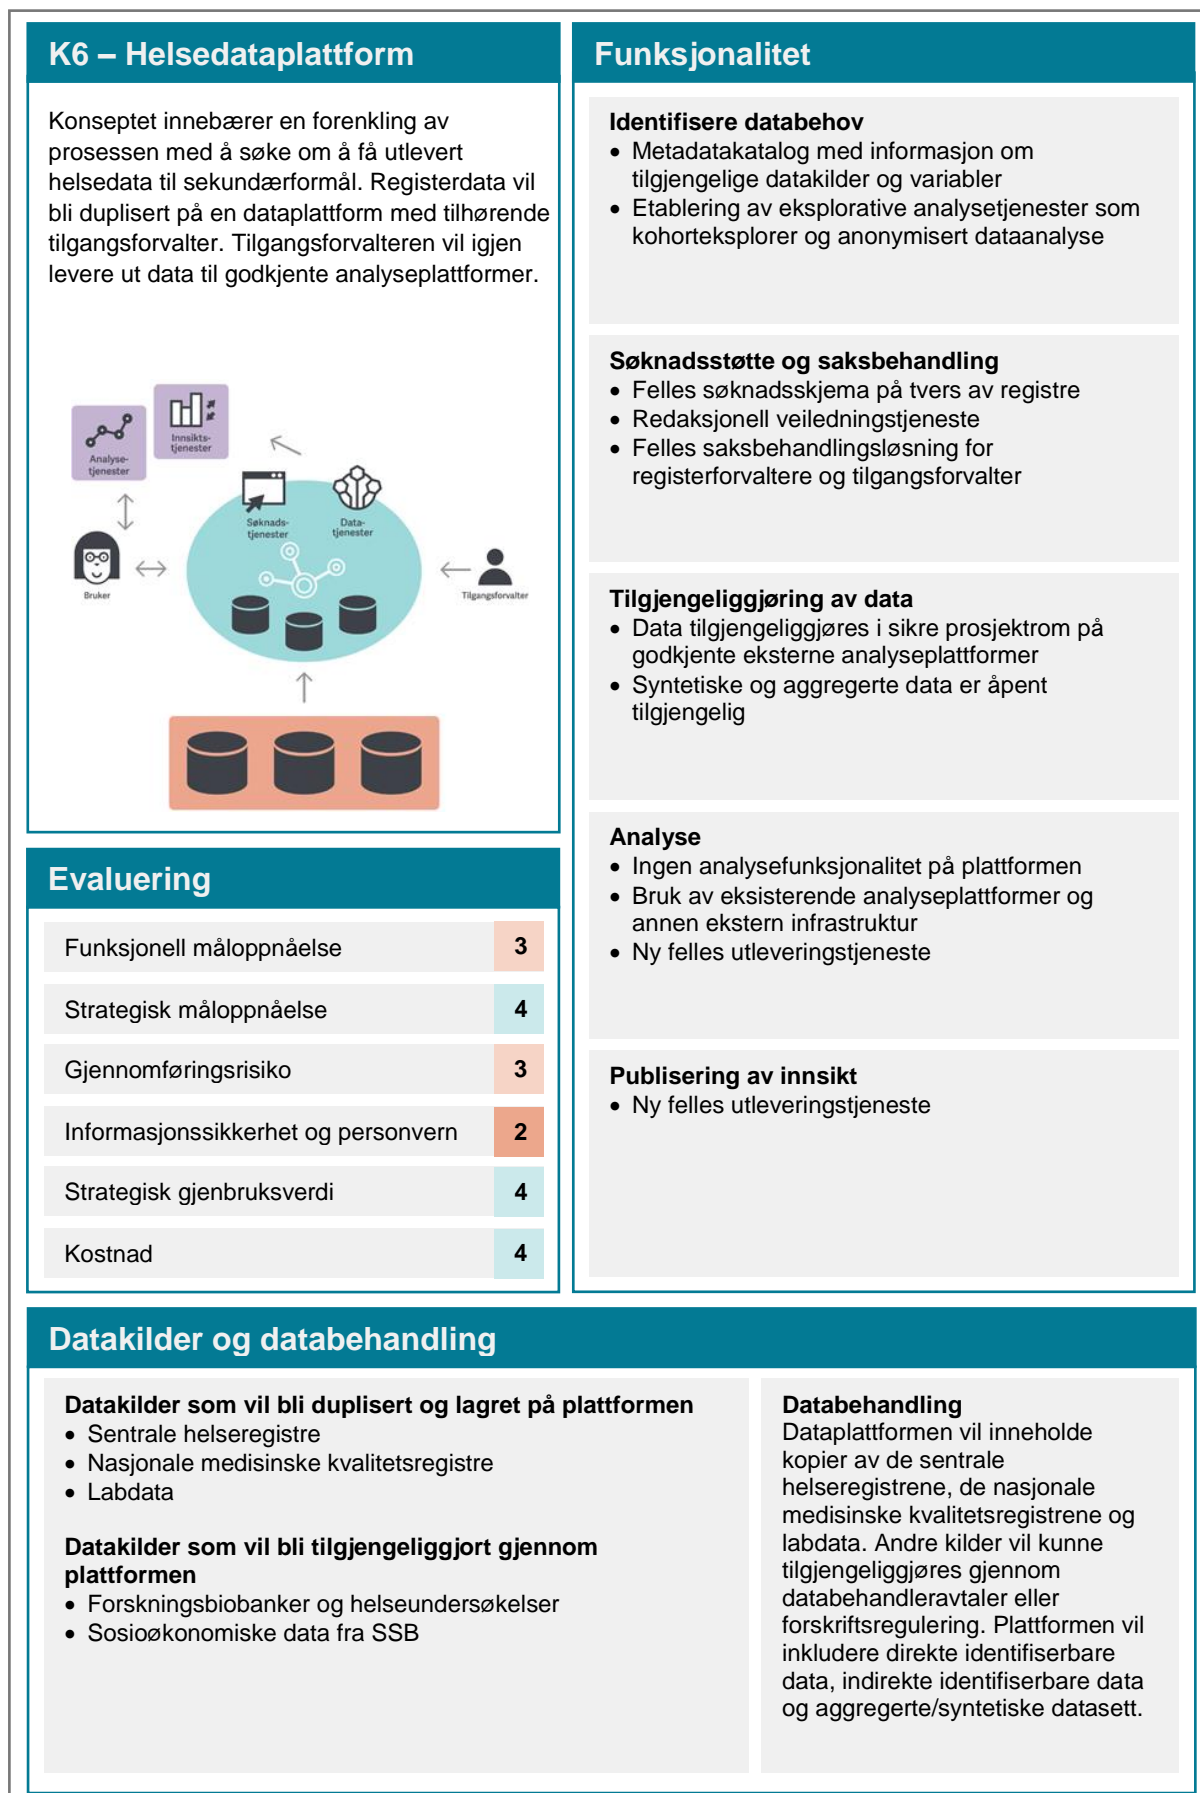 K6 – Helsedataplattform
Konseptet innebærer en forenkling av
prosessen med å søke om å få utlevert
helsedata til sekundærformål. Registerdata vil
bli duplisert på en dataplattform med tilhørende
tilgangsforvalter. Tilgangsforvalteren vil igjen
levere ut data til godkjente analyseplattformer.
Analyse-
tjenester
Innsikts-
tjenester
Søknads-
tjenester
Data-
tjenester
Bruker
Tilgangsforvalter
Evaluering
Funksjonell måloppnåelse 3
Strategisk måloppnåelse 4
Gjennomføringsrisiko 3
Informasjonssikkerhet og personvern 2
Strategisk gjenbruksverdi 4
Kostnad 4
Funksjonalitet
Identifisere databehov
• Metadatakatalog med informasjon om
tilgjengelige datakilder og variabler
• Etablering av eksplorative analysetjenester som
kohorteksplorer og anonymisert dataanalyse
Søknadsstøtte og saksbehandling
• Felles søknadsskjema på tvers av registre
• Redaksjonell veiledningstjeneste
• Felles saksbehandlingsløsning for
registerforvaltere og tilgangsforvalter
Tilgjengeliggjøring av data
• Data tilgjengeliggjøres i sikre prosjektrom på
godkjente eksterne analyseplattformer
• Syntetiske og aggregerte data er åpent
tilgjengelig
Analyse
• Ingen analysefunksjonalitet på plattformen
• Bruk av eksisterende analyseplattformer og
annen ekstern infrastruktur
• Ny felles utleveringstjeneste
Publisering av innsikt
• Ny felles utleveringstjeneste
Datakilder og databehandling
Datakilder som vil bli duplisert og lagret på plattformen
• Sentrale helseregistre
• Nasjonale medisinske kvalitetsregistre
• Labdata
Datakilder som vil bli tilgjengeliggjort gjennom
plattformen
• Forskningsbiobanker og helseundersøkelser
• Sosioøkonomiske data fra SSB
Databehandling
Dataplattformen vil inneholde
kopier av de sentrale
helseregistrene, de nasjonale
medisinske kvalitetsregistrene og
labdata. Andre kilder vil kunne
tilgjengeliggjøres gjennom
databehandleravtaler eller
forskriftsregulering. Plattformen vil
inkludere direkte identifiserbare
data, indirekte identifiserbare data
og aggregerte/syntetiske datasett.